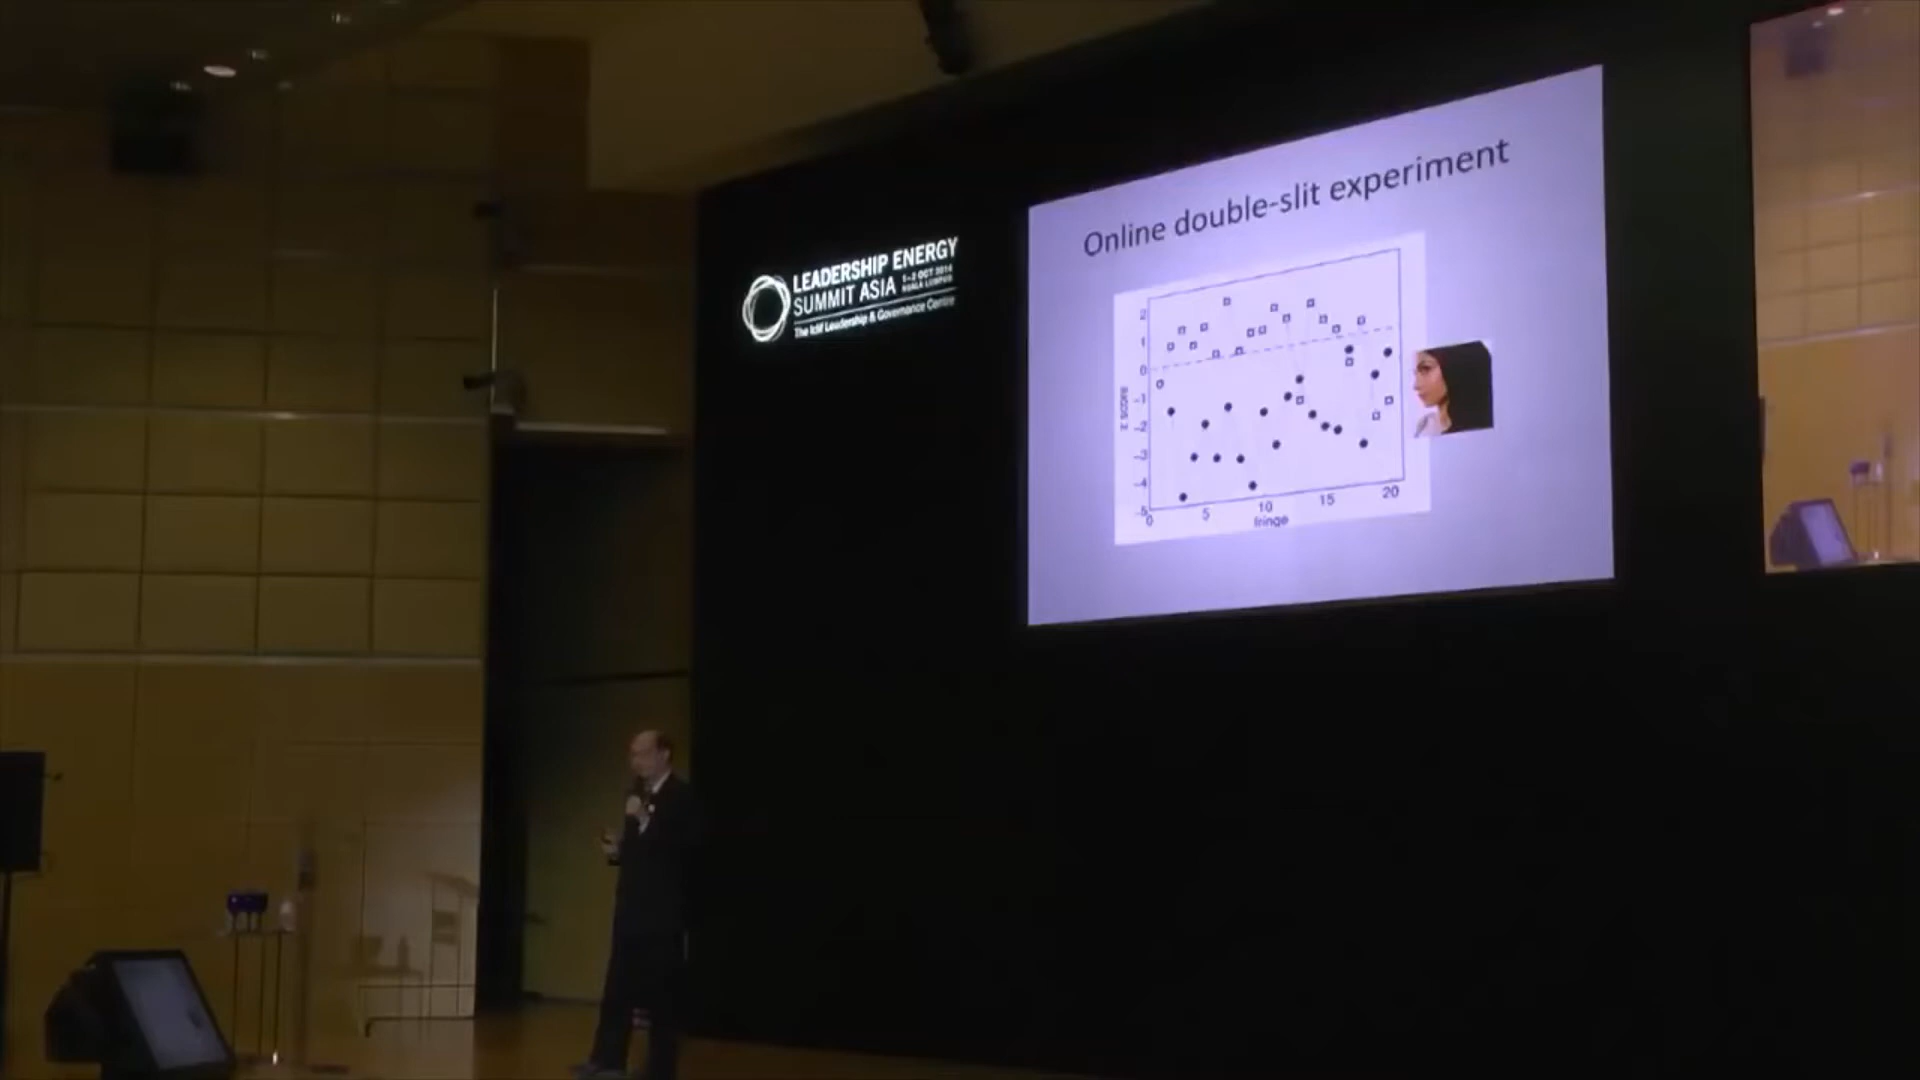 LEADERSHIP ENERGY
SUMMIT ASIA
1-2 OCT 2014
KUALA LUMPUR
The Iclif Leadership & Governance Centre
Online double-slit experiment
2
1
0
-1
-2
-3
-4
-5
z score
0
5
10
15
20
fringe